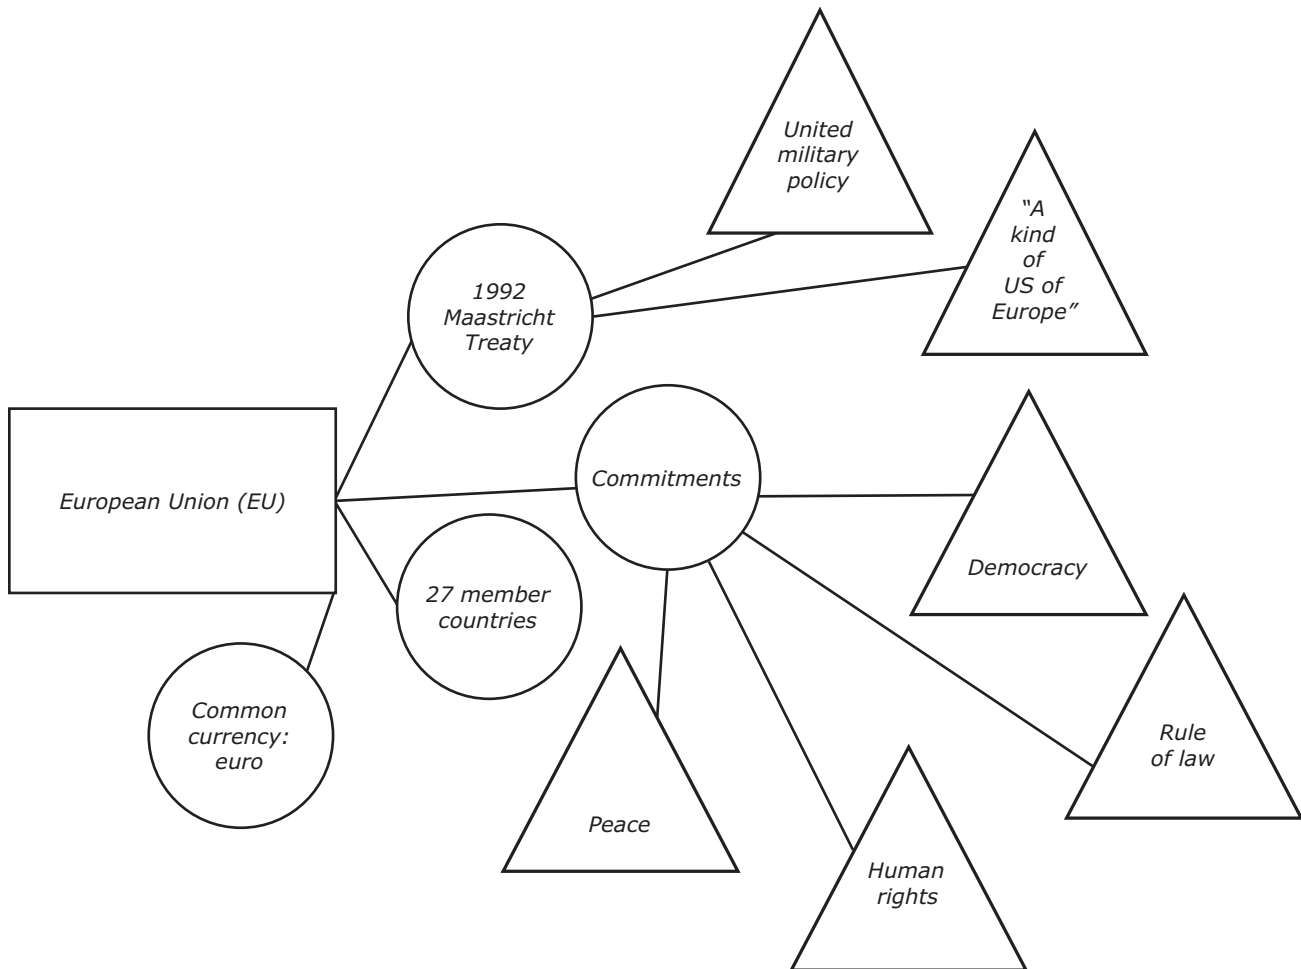 United
military
policy
“A
kind
of
US of
Europe”
1992
Maastricht
Treaty
Commitments
European Union (EU)
Democracy
27 member
countries
Common
currency:
euro
Rule
of law
Peace
Human
rights